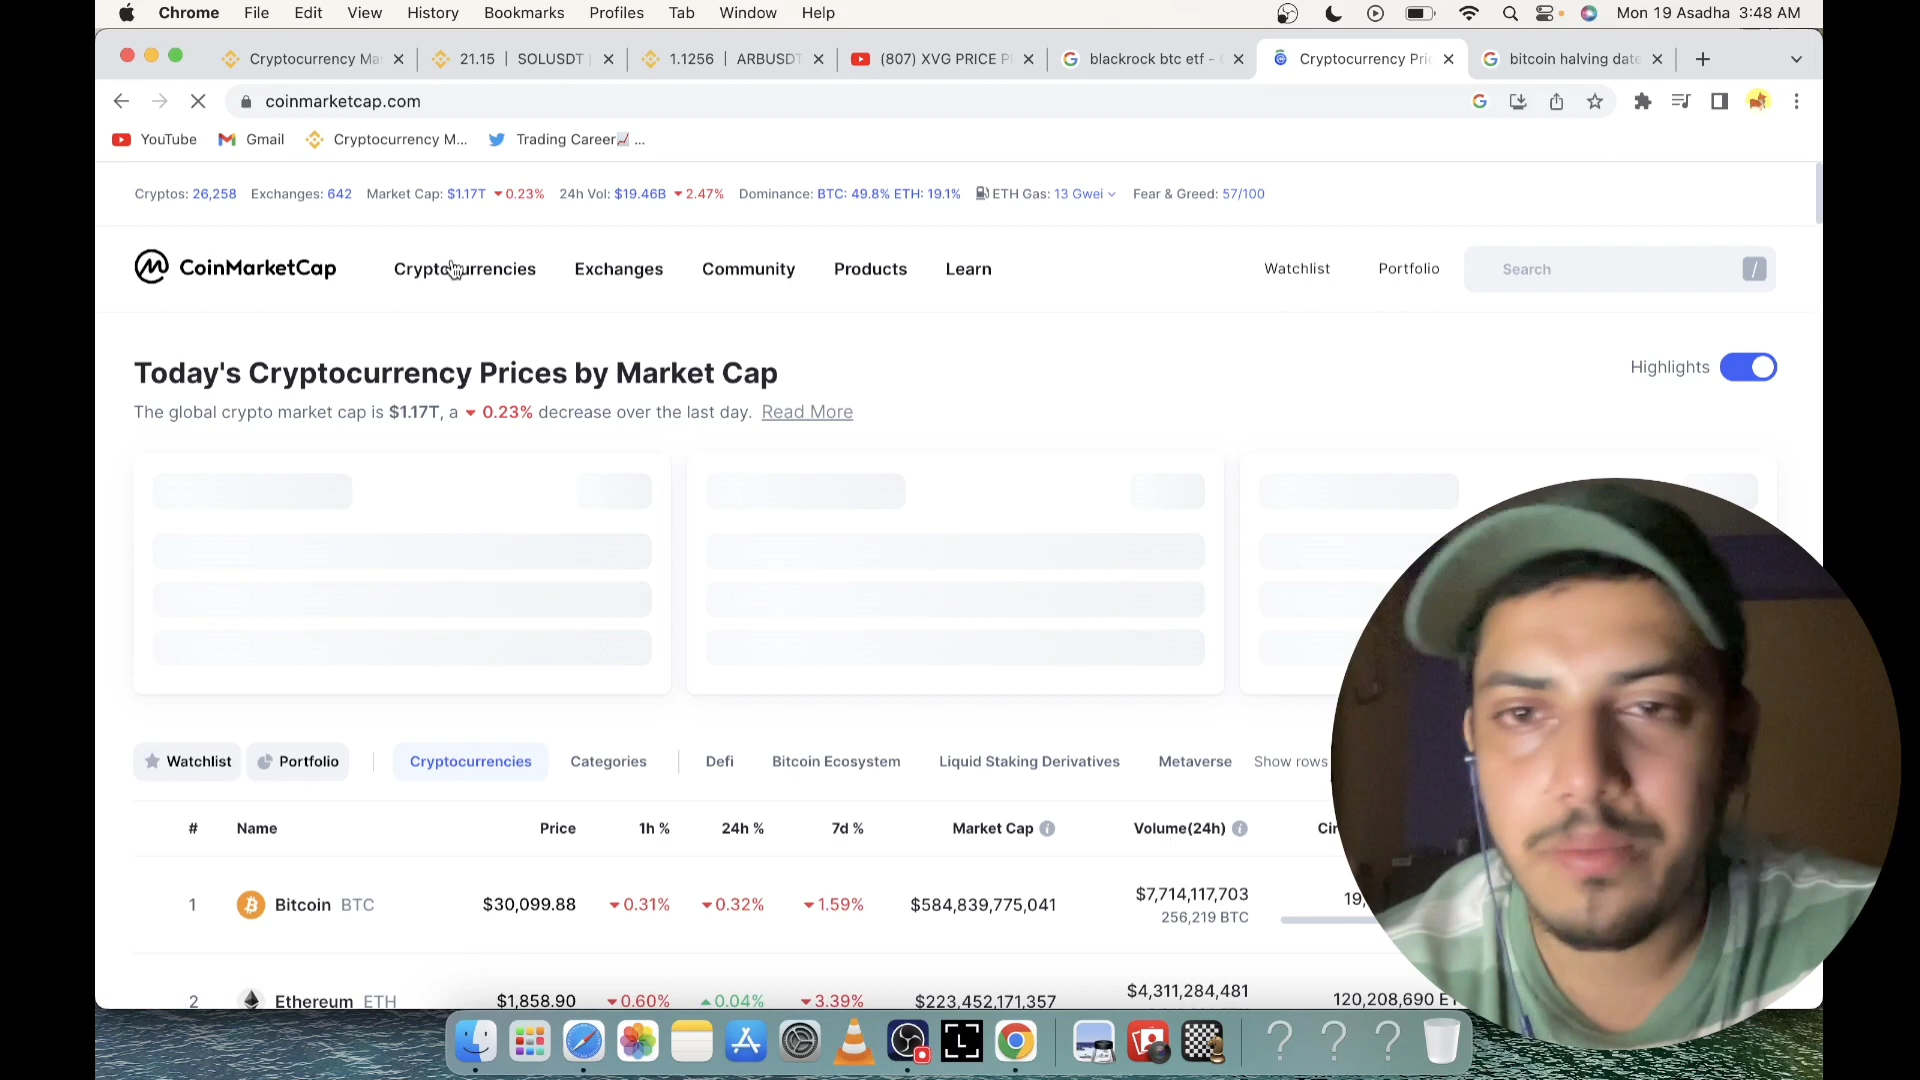 Chrome File Edit View History Bookmarks Profiles Tab Window Help Mon 19 Asadha 3:48 AM
Cryptocurrency Ma 21.15 | SOLUSDT 1.1256 | ARBUSDT (807) XVG PRICE P blackrock btc etf - Cryptocurrency Pric bitcoin halving date
coinmarketcap.com
YouTube Gmail Cryptocurrency M... Trading Career📈 ...
Cryptos: 26,258 Exchanges: 642 Market Cap: $1.17T 0.23% 24h Vol: $19.46B 2.47% Dominance: BTC: 49.8% ETH: 19.1% ETH Gas: 13 Gwei Fear & Greed: 57/100
CoinMarketCap Cryptocurrencies Exchanges Community Products Learn Watchlist Portfolio Search /
Today's Cryptocurrency Prices by Market Cap Highlights
The global crypto market cap is $1.17T, a 0.23% decrease over the last day. Read More
Watchlist Portfolio Cryptocurrencies Categories Defi Bitcoin Ecosystem Liquid Staking Derivatives Metaverse Show rows
# Name Price 1h % 24h % 7d % Market Cap Volume(24h) Cir
1 Bitcoin BTC $30,099.88 0.31% 0.32% 1.59% $584,839,775,041 $7,714,117,703 19,
256,219 BTC
2 Ethereum ETH $1,858.90 0.60% 0.04% 3.39% $223,452,171,357 $4,311,284,481 120,208,690 ET